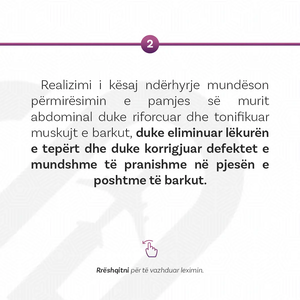 2
Realizimi i kësaj ndërhyrje mundëson
përmirësimin e pamjes së murit
abdominal duke riforcuar dhe tonifikuar
muskujt e barkut, duke eliminuar lëkurën
e tepërt dhe duke korrigjuar defektet e
mundshme të pranishme në pjesën e
poshtme të barkut.
Rrëshqitni për të vazhduar leximin.